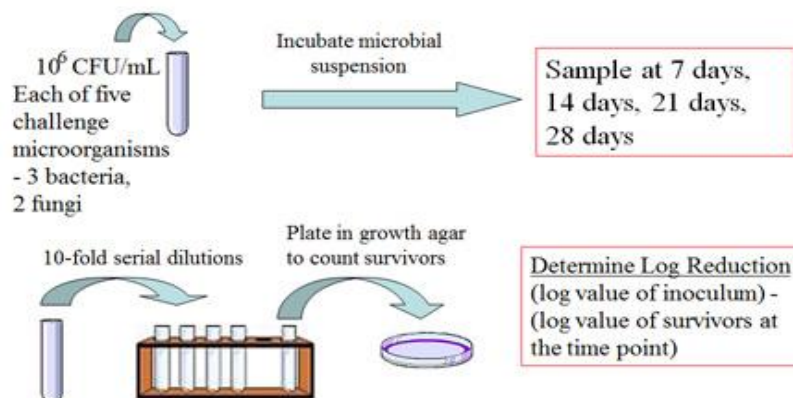 10⁶ CFU/mL
Each of five
challenge
microorganisms
- 3 bacteria,
2 fungi
Incubate microbial
suspension
Sample at 7 days,
14 days, 21 days,
28 days
10-fold serial dilutions
Plate in growth agar
to count survivors
Determine Log Reduction
(log value of inoculum) -
(log value of survivors at
the time point)